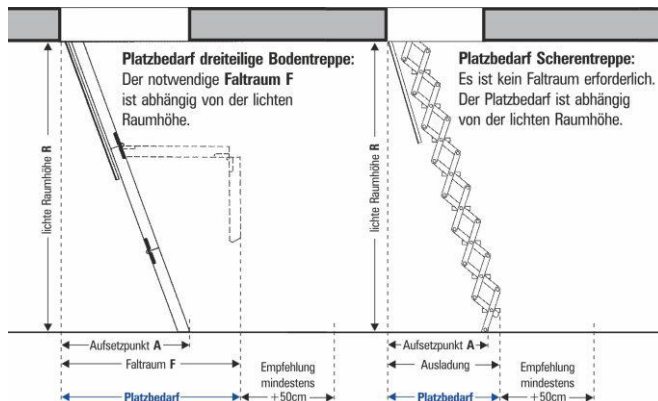 Platzbedarf dreiteilige Bodentreppe:
Der notwendige Faltraum F
ist abhängig von der lichten
Raumhöhe.
lichte Raumhöhe R
Aufsetzpunkt A
Faltraum F
Platzbedarf
Empfehlung
mindestens
+50cm
Platzbedarf Scherentreppe:
Es ist kein Faltraum erforderlich.
Der Platzbedarf ist abhängig
von der lichten Raumhöhe.
lichte Raumhöhe R
Aufsetzpunkt A
Ausladung
Platzbedarf
Empfehlung
mindestens
+50cm